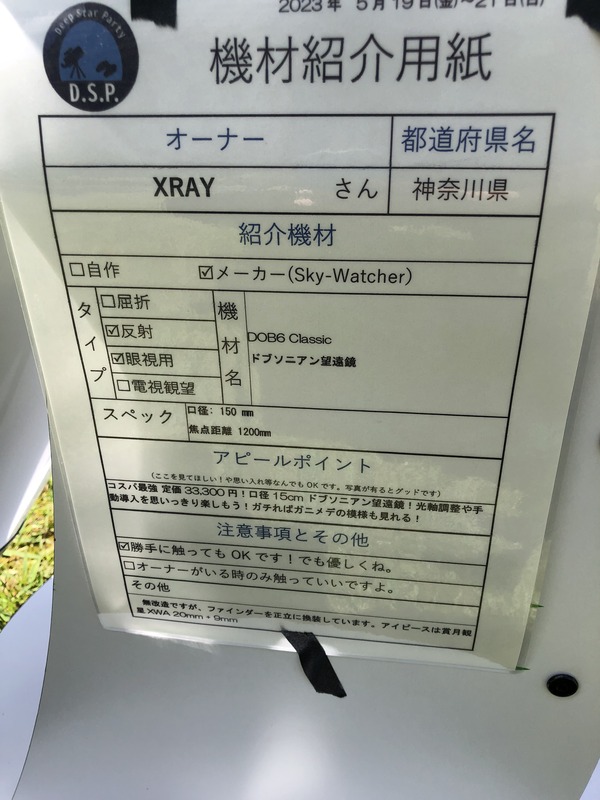 2023年 5月19日(金)~21日(日)
Deep Star Party
D.S.P.
機材紹介用紙
オーナー 都道府県名
XRAY さん 神奈川県
紹介機材
□自作 ☑メーカー(Sky-Watcher)
タイプ
□屈折
☑反射
☑眼視用
□電視観望
機材名
DOB6 Classic
ドブソニアン望遠鏡
スペック
口径: 150 mm
焦点距離 1200mm
アピールポイント
(ここを見てほしい!や思い入れ等なんでもOKです。写真が有るとグッドです)
コスパ最強 定価 33,300円!口径 15cm ドブソニアン望遠鏡!光軸調整や手
動導入を思いっきり楽しもう!ガチればガニメデの模様も見れる!
注意事項とその他
☑勝手に触ってもOKです!でも優しくね。
□オーナーがいる時のみ触っていいですよ。
その他
無改造ですが、ファインダーを正立に換装しています。アイピースは賞月観
星 XWA 20mm + 9mm